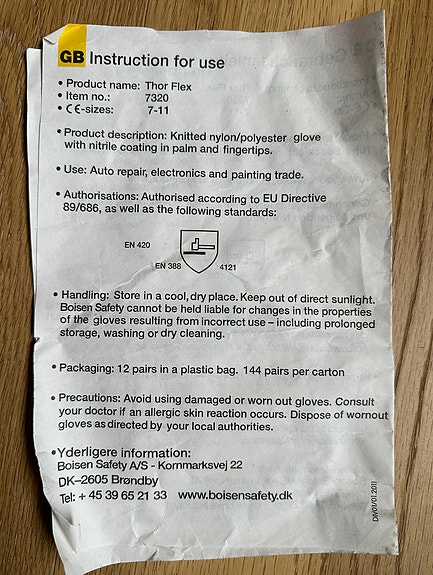 GB Instruction for use
• Product name: Thor Flex
• Item no.: 7320
• CE-sizes: 7-11
• Product description: Knitted nylon/polyester glove
with nitrile coating in palm and fingertips.
• Use: Auto repair, electronics and painting trade.
• Authorisations: Authorised according to EU Directive
89/686, as well as the following standards:
EN 420
EN 388 4121
• Handling: Store in a cool, dry place. Keep out of direct sunlight.
Boisen Safety cannot be held liable for changes in the properties
of the gloves resulting from incorrect use – including prolonged
storage, washing or dry cleaning.
• Packaging: 12 pairs in a plastic bag. 144 pairs per carton
• Precautions: Avoid using damaged or worn out gloves. Consult
your doctor if an allergic skin reaction occurs. Dispose of wornout
gloves as directed by your local authorities.
• Yderligere information:
Boisen Safety A/S - Kornmarksvej 22
DK–2605 Brøndby
Tel: + 45 39 65 21 33 www.boisensafety.dk